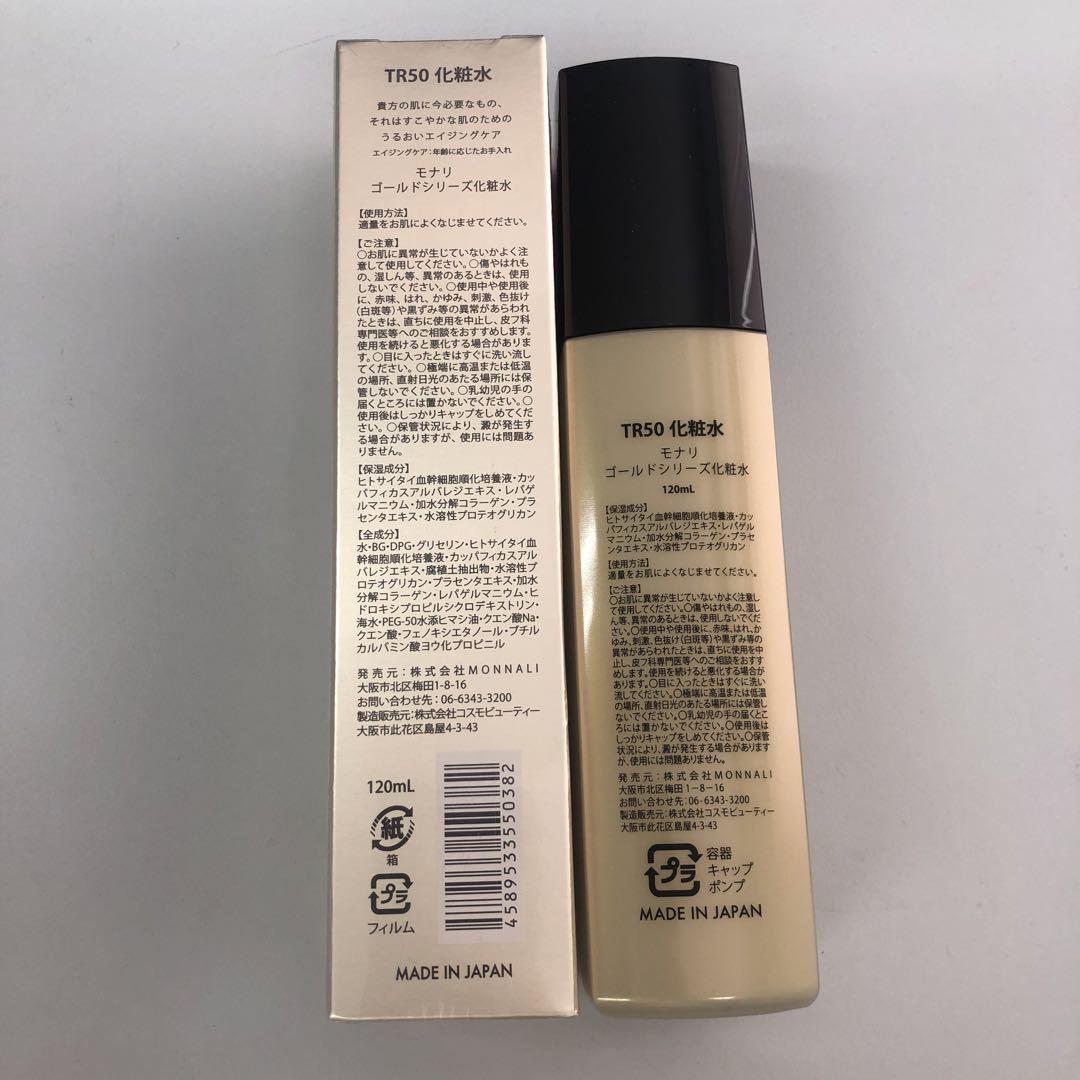 TR50 化粧水
貴方の肌に今必要なもの、
それはすこやかな肌のための
うるおいエイジングケア
エイジングケア:年齢に応じたお手入れ
モナリ
ゴールドシリーズ化粧水
【使用方法】
適量をお肌によくなじませてください。
【ご注意】
○お肌に異常が生じていないかよく注
意して使用してください。○傷やはれも
の、湿しん等、異常のあるときは、使用
しないでください。○使用中や使用後
に、赤味、はれ、かゆみ、刺激、色抜け
(白斑等)や黒ずみ等の異常があらわれ
たときは、直ちに使用を中止し、皮フ科
専門医等へのご相談をおすすめします。
使用を続けると悪化する場合がありま
す。○目に入ったときはすぐに洗い流し
てください。○極端に高温または低温
の場所、直射日光のあたる場所には保
管しないでください。○乳幼児の手の
届くところには置かないでください。○
使用後はしっかりキャップをしめてくだ
さい。○保管状況により、澱が発生す
る場合がありますが、使用には問題あ
りません。
【保湿成分】
ヒトサイタイ血幹細胞順化培養液・カッ
パフィカスアルバレジエキス・レパゲ
ルマニウム・加水分解コラーゲン・プラ
センタエキス・水溶性プロテオグリカン
【全成分】
水・BG・DPG・グリセリン・ヒトサイタイ血
幹細胞順化培養液・カッパフィカスアル
バレジエキス・腐植土抽出物・水溶性プ
ロテオグリカン・プラセンタエキス・加水
分解コラーゲン・レパゲルマニウム・ヒ
ドロキシプロピルシクロデキストリン・
海水・PEG-50水添ヒマシ油・クエン酸Na・
クエン酸・フェノキシエタノール・ブチル
カルバミン酸ヨウ化プロピニル
発売元:株式会社MONNALI
大阪市北区梅田1-8-16
お問い合わせ先:06-6343-3200
製造販売元:株式会社コスモビューティー
大阪市此花区島屋4-3-43
120mL
紙
箱
プラ
フィルム
4589533550382
MADE IN JAPAN
TR50 化粧水
モナリ
ゴールドシリーズ化粧水
120mL
【保湿成分】
ヒトサイタイ血幹細胞順化培養液・カッ
パフィカスアルバレジエキス・レパゲル
マニウム・加水分解コラーゲン・プラセ
ンタエキス・水溶性プロテオグリカン
【使用方法】
適量をお肌によくなじませてください。
【ご注意】
○お肌に異常が生じていないかよく注意し
て使用してください。○傷やはれもの、湿し
ん等、異常のあるときは、使用しないでくだ
さい。○使用中や使用後に、赤味、はれ、か
ゆみ、刺激、色抜け(白斑等)や黒ずみ等の
異常があらわれたときは、直ちに使用を中
止し、皮フ科専門医等へのご相談をおすす
めします。使用を続けると悪化する場合が
あります。○目に入ったときはすぐに洗い
流してください。○極端に高温または低温
の場所、直射日光のあたる場所には保管し
ないでください。○乳幼児の手の届くとこ
ろには置かないでください。○使用後は
しっかりキャップをしめてください。○保管
状況により、澱が発生する場合があります
が、使用には問題ありません。
発売元:株式会社MONNALI
大阪市北区梅田1-8-16
お問い合わせ先:06-6343-3200
製造販売元:株式会社コスモビューティー
大阪市此花区島屋4-3-43
プラ
容器
キャップ
ポンプ
MADE IN JAPAN